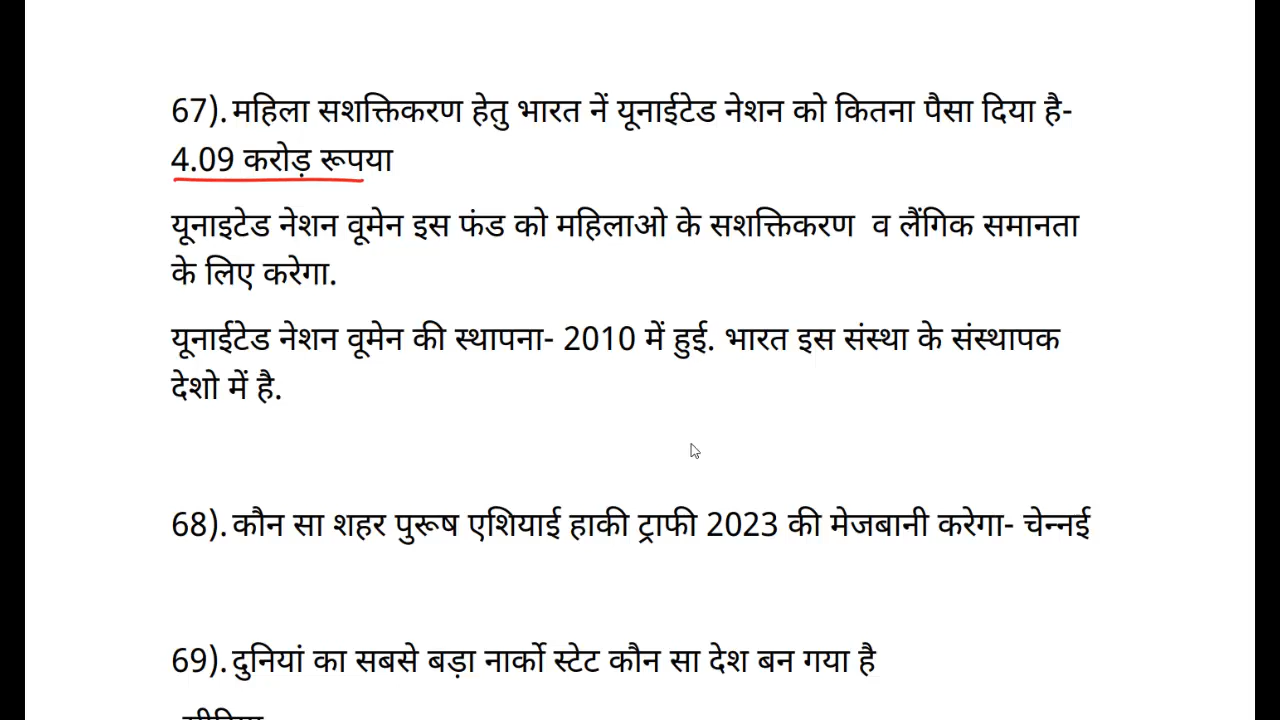 67). महिला सशक्तिकरण हेतु भारत नें यूनाईटेड नेशन को कितना पैसा दिया है-
4.09 करोड़ रूपया
यूनाइटेड नेशन वूमेन इस फंड को महिलाओ के सशक्तिकरण व लैंगिक समानता
के लिए करेगा.
यूनाईटेड नेशन वूमेन की स्थापना- 2010 में हुई. भारत इस संस्था के संस्थापक
देशो में है.
68). कौन सा शहर पुरूष एशियाई हाकी ट्राफी 2023 की मेजबानी करेगा- चेन्नई
69). दुनियां का सबसे बड़ा नार्को स्टेट कौन सा देश बन गया है